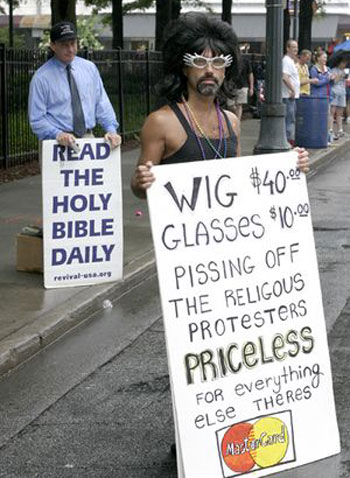 READ
THE
HOLY
BIBLE
DAILY
revival-usa.org
WIG $40.00
GLASSES $10.00
PISSING OFF
THE RELIGOUS
PROTESTERS
PRICELESS
FOR everything
else THERES
MasterCard